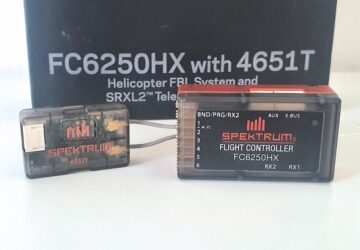 FC6250HX with 4651T
Helicopter FBL System and
SRXL2™ Tele
BND/PRG/RX2
AUX
X-BUS
1
2
3
4
5
6
SPEKTRUM
FLIGHT CONTROLLER
FC6250HX
RX2
RX1
SPEKTRUM
4651T